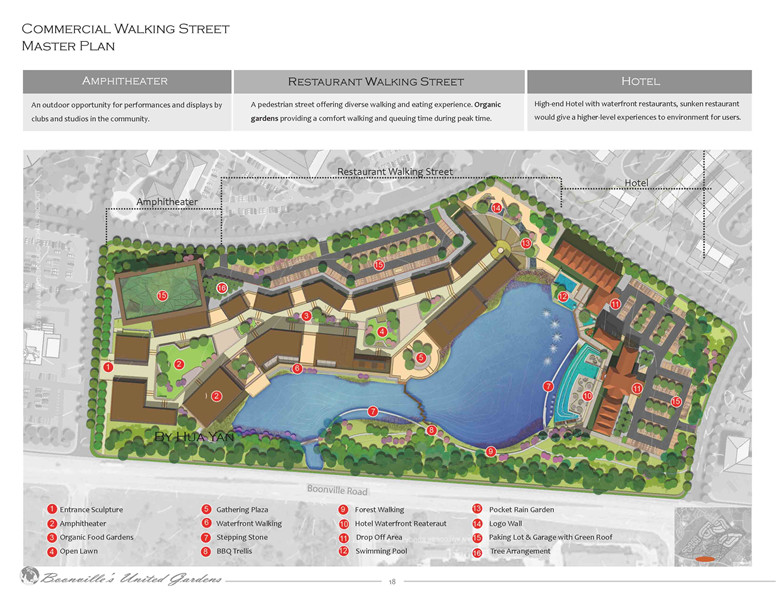 Commercial Walking Street
Master Plan
Amphitheater
Restaurant Walking Street
Hotel
An outdoor opportunity for performances and displays by
clubs and studios in the community.
A pedestrian street offering diverse walking and eating experience. Organic
gardens providing a comfort walking and queuing time during peak time.
High-end Hotel with waterfront restaurants, sunken restaurant
would give a higher-level experiences to environment for users.
Restaurant Walking Street
Hotel
Amphitheater
14
13
15
16
15
12
11
3
4
5
1
2
6
7
11
10
2
15
7
8
9
By Hua Yan
Boonville Road
1 Entrance Sculpture
2 Amphitheater
3 Organic Food Gardens
4 Open Lawn
5 Gathering Plaza
6 Waterfront Walking
7 Stepping Stone
8 BBQ Trellis
9 Forest Walking
10 Hotel Waterfront Reateraut
11 Drop Off Area
12 Swimming Pool
13 Pocket Rain Garden
14 Logo Wall
15 Paking Lot & Garage with Green Roof
16 Tree Arrangement
Boonville's United Gardens
18